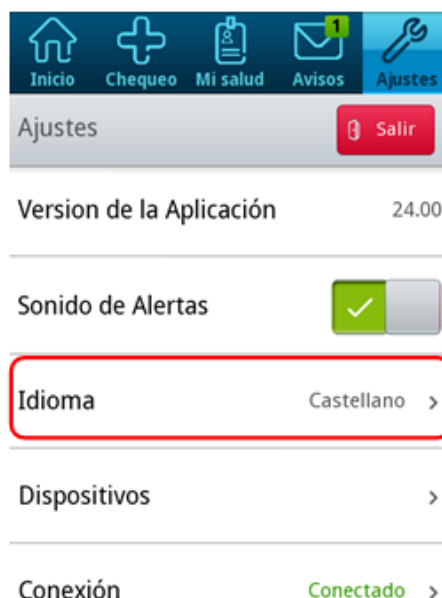 1
Inicio Chequeo Mi salud Avisos Ajustes
Ajustes Salir
Version de la Aplicación 24.00
Sonido de Alertas
Idioma Castellano
Dispositivos
Conexión Conectado